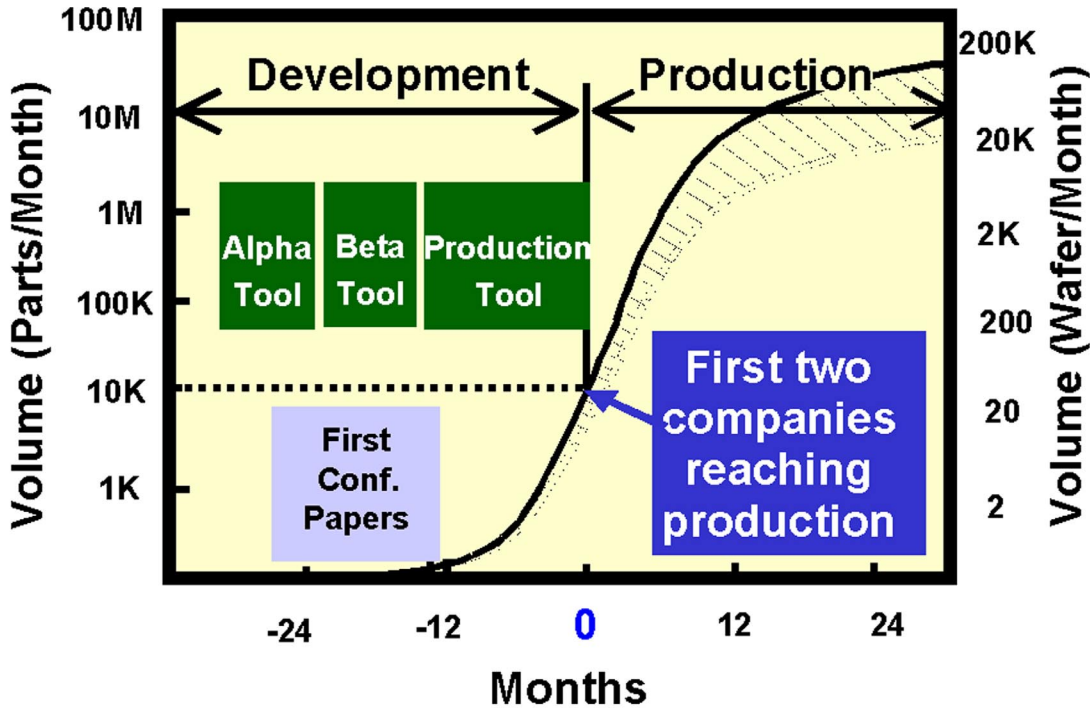 100M
10M
1M
100K
10K
1K
Volume (Parts/Month)
Development
Production
Alpha
Tool
Beta
Tool
Production
Tool
First
Conf.
Papers
First two
companies
reaching
production
200K
20K
2K
200
20
2
Volume (Wafer/Month)
-24
-12
0
12
24
Months